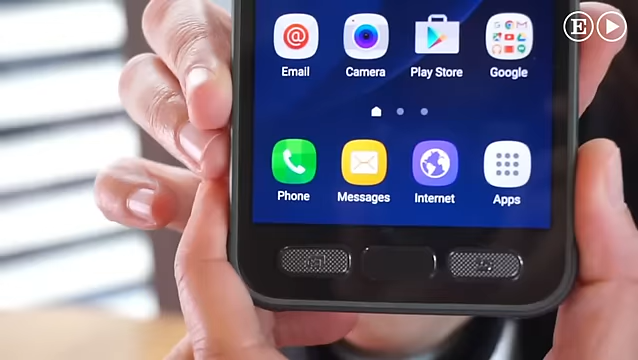 E
Email
Camera
Play Store
Google
Phone
Messages
Internet
Apps